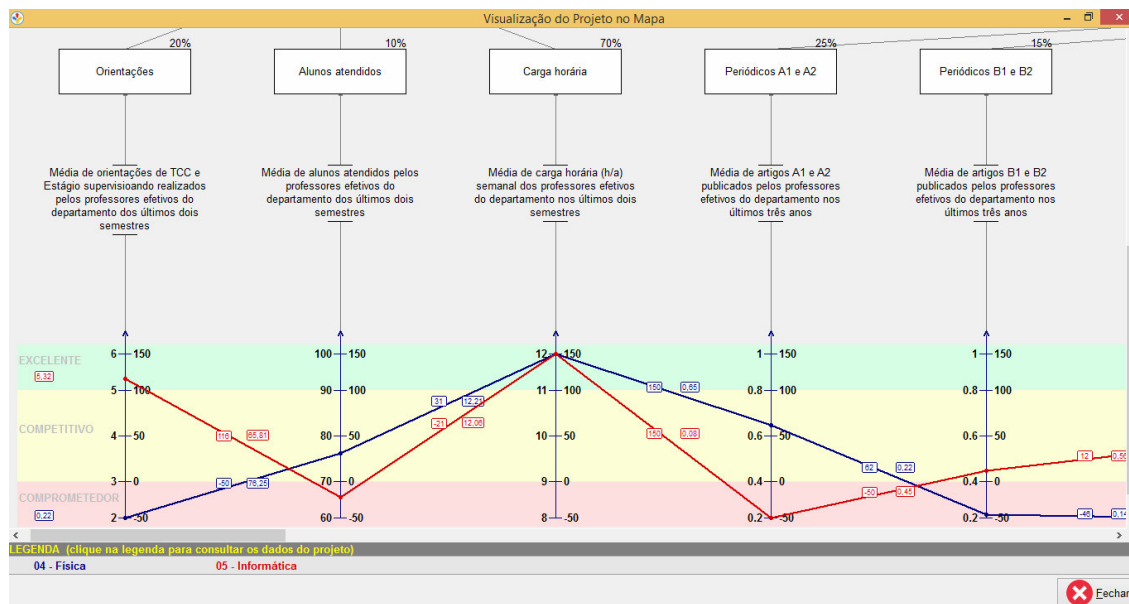 Visualização do Projeto no Mapa
20%
10%
70%
25%
15%
Orientações
Alunos atendidos
Carga horária
Periódicos A1 e A2
Periódicos B1 e B2
Média de orientações de TCC e
Estágio supervisioando realizados
pelos professores efetivos do
departamento dos últimos dois
semestres
Média de alunos atendidos pelos
professores efetivos do
departamento dos últimos dois
semestres
Média de carga horária (h/a)
semanal dos professores efetivos
do departamento nos últimos dois
semestres
Média de artigos A1 e A2
publicados pelos professores
efetivos do departamento nos
últimos três anos
Média de artigos B1 e B2
publicados pelos professores
efetivos do departamento nos
últimos três anos
EXCELENTE
6 150
100 150
12 150
1 150
1 150
5,32
5 100
90 100
11 100
0.8 100
0.8 100
31 12,21
150 0,65
COMPETITIVO
4 50
80 50
10 50
0.6 50
0.6 50
116 65,81
-21 12,06
150 0,08
12 0,56
3 0
70 0
9 0
0.4 0
0.4 0
-50 76,25
62 0,22
-50 0,45
COMPROMETEDOR
0,22
2 -50
60 -50
8 -50
0.2 -50
0.2 -50
-46 0,14
LEGENDA (clique na legenda para consultar os dados do projeto)
04 - Física
05 - Informática
Fechar